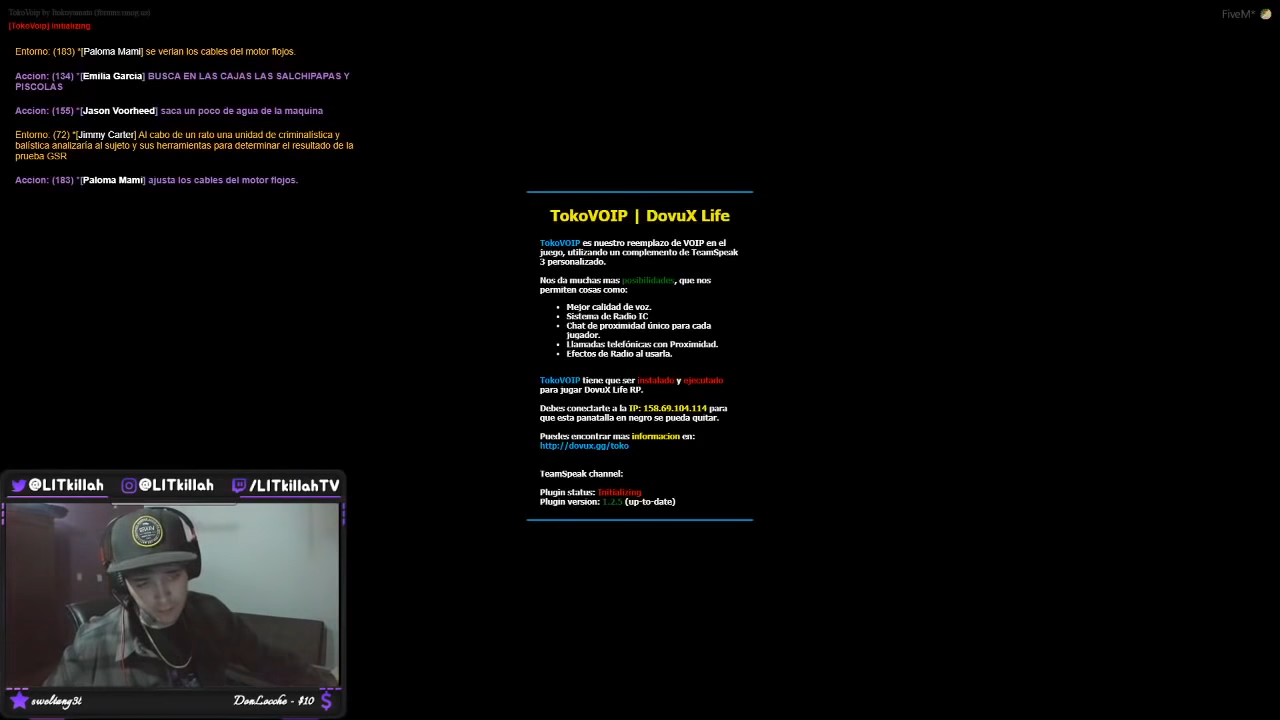 FiveM*
[TokoVoip] Initializing
Entorno: (183) *[Paloma Mami] se verian los cables del motor flojos.
Accion: (134) *[Emilia Garcia] BUSCA EN LAS CAJAS LAS SALCHIPAPAS Y
PISCOLAS
Accion: (155) *[Jason Voorheed] saca un poco de agua de la maquina
Entorno: (72) *[Jimmy Carter] Al cabo de un rato una unidad de criminalística y
balística analizaría al sujeto y sus herramientas para determinar el resultado de la
prueba GSR
Accion: (183) *[Paloma Mami] ajusta los cables del motor flojos.
TokoVOIP | DovuX Life
TokoVOIP es nuestro reemplazo de VOIP en el
juego, utilizando un complemento de TeamSpeak
3 personalizado.
Nos da muchas mas posibilidades, que nos
permiten cosas como:
• Mejor calidad de voz.
• Sistema de Radio IC
• Chat de proximidad único para cada
jugador.
• Llamadas telefónicas con Proximidad.
• Efectos de Radio al usarla.
TokoVOIP tiene que ser instalado y ejecutado
para jugar DovuX Life RP.
Debes conectarte a la IP: 158.69.104.114 para
que esta panatalla en negro se pueda quitar.
Puedes encontrar mas informacion en:
http://dovux.gg/toko
TeamSpeak channel:
Plugin status: Initializing
Plugin version: 1.2.5 (up-to-date)
@LITkillah @LITkillah /LITkillahTV
DonLocche - $10